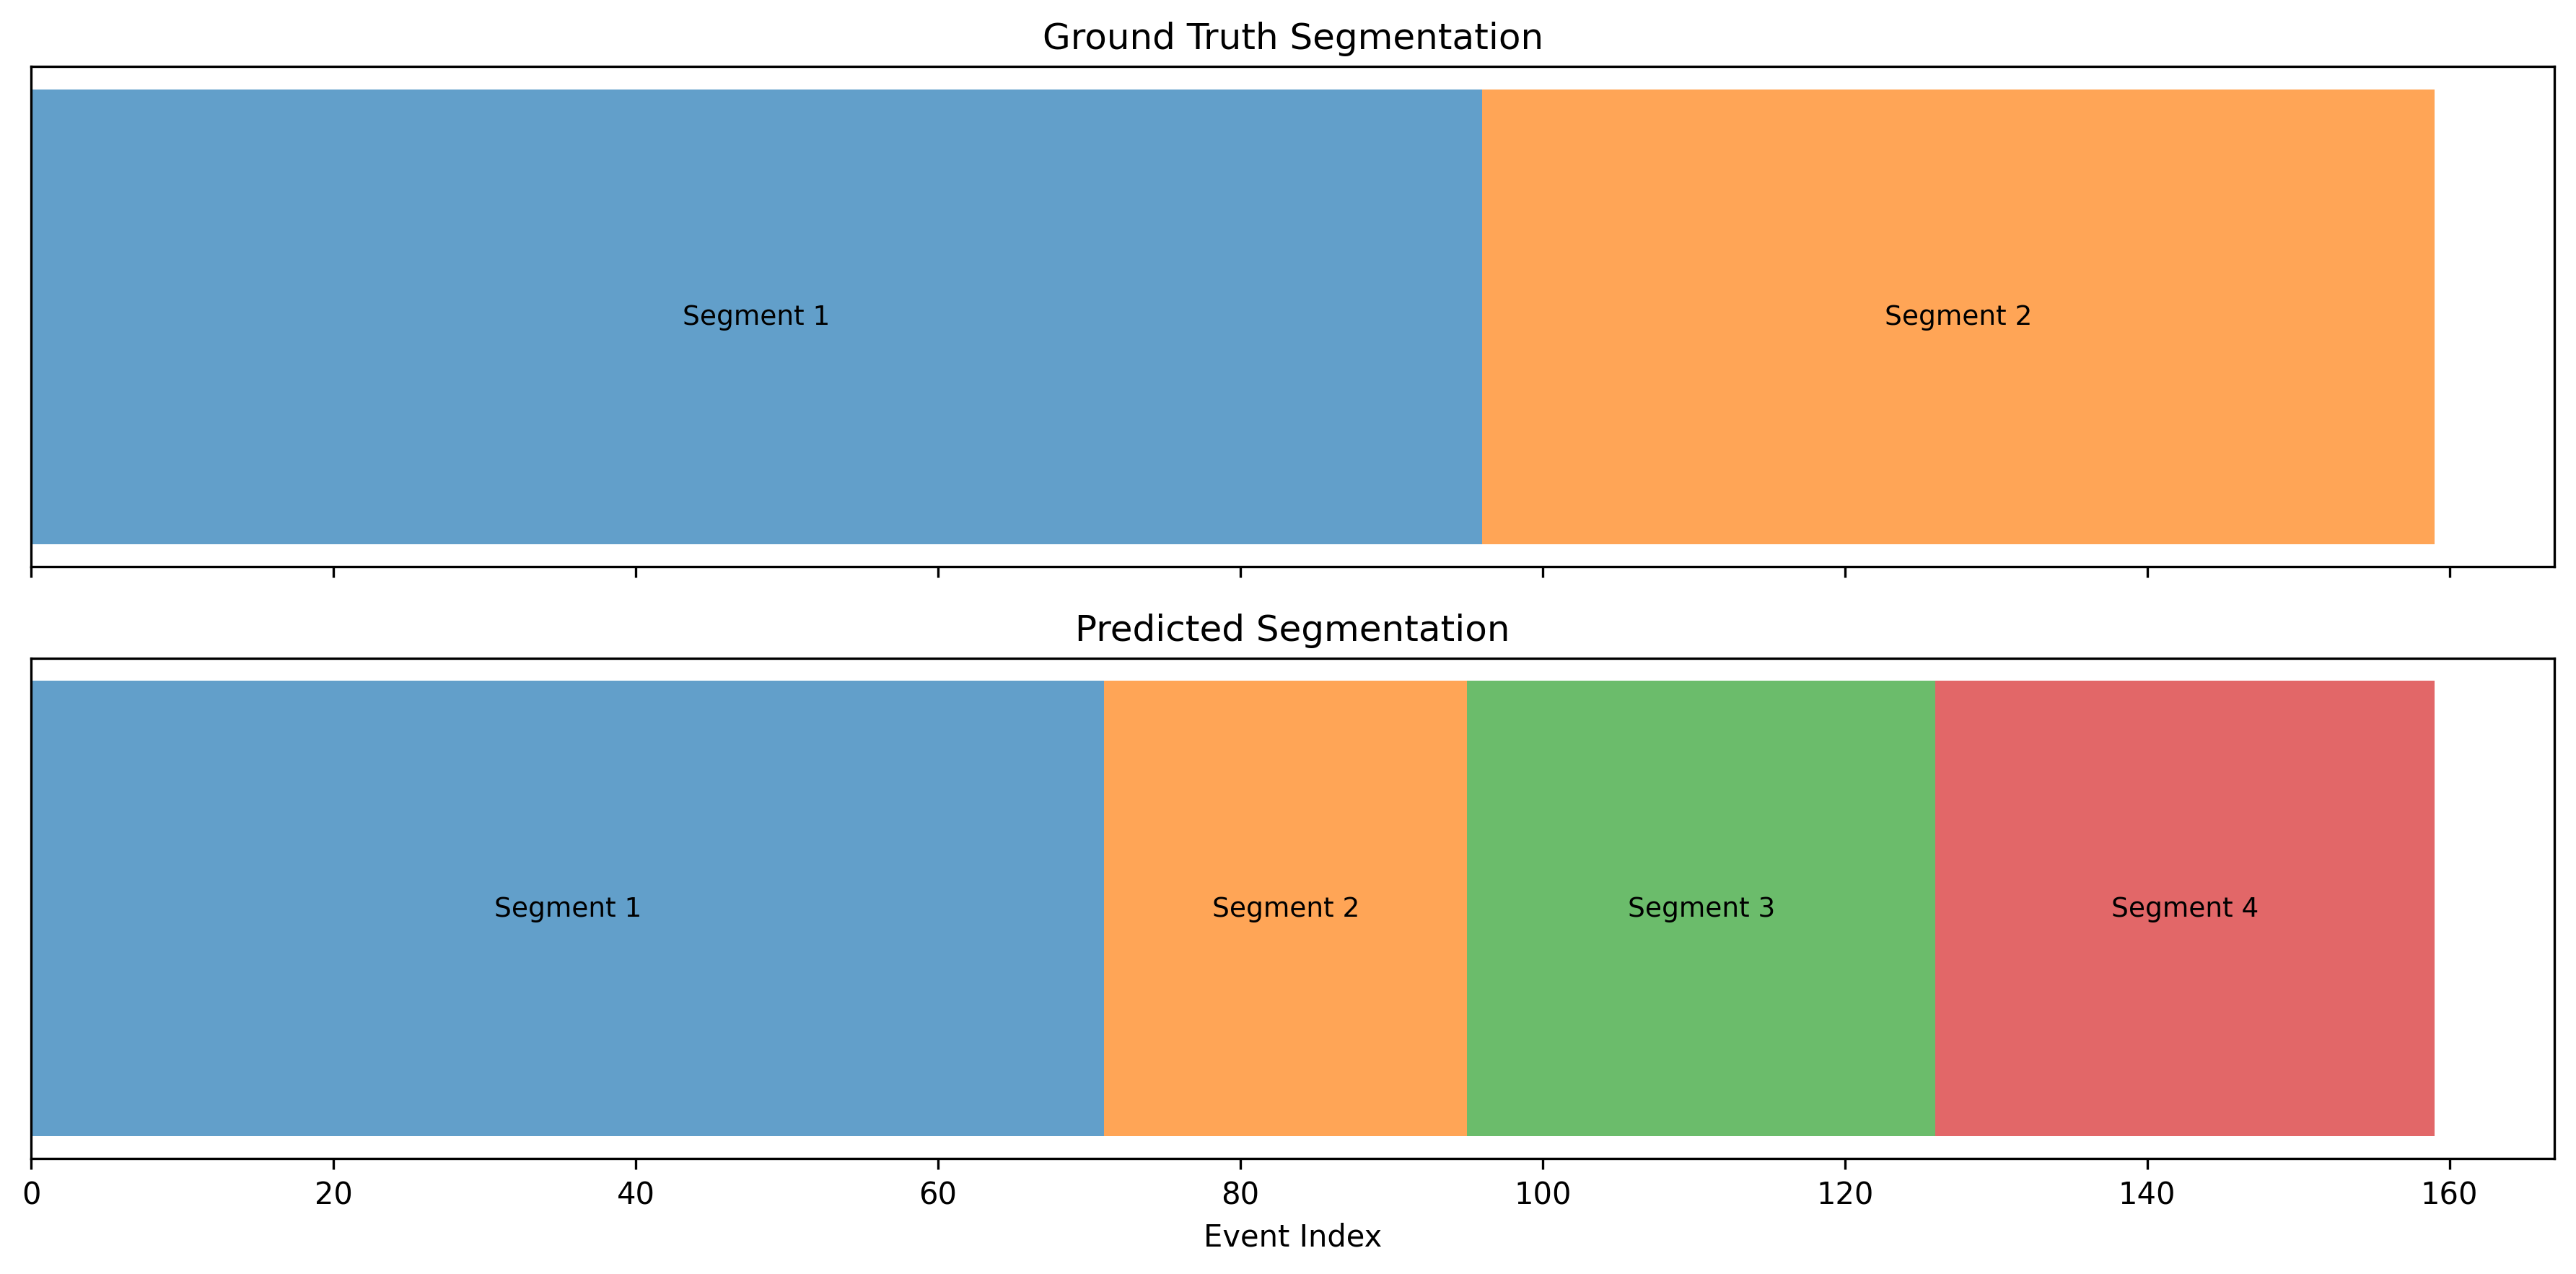 Ground Truth Segmentation
Segment 1 Segment 2
Predicted Segmentation
Segment 1 Segment 2 Segment 3 Segment 4
0 20 40 60 80 100 120 140 160
Event Index